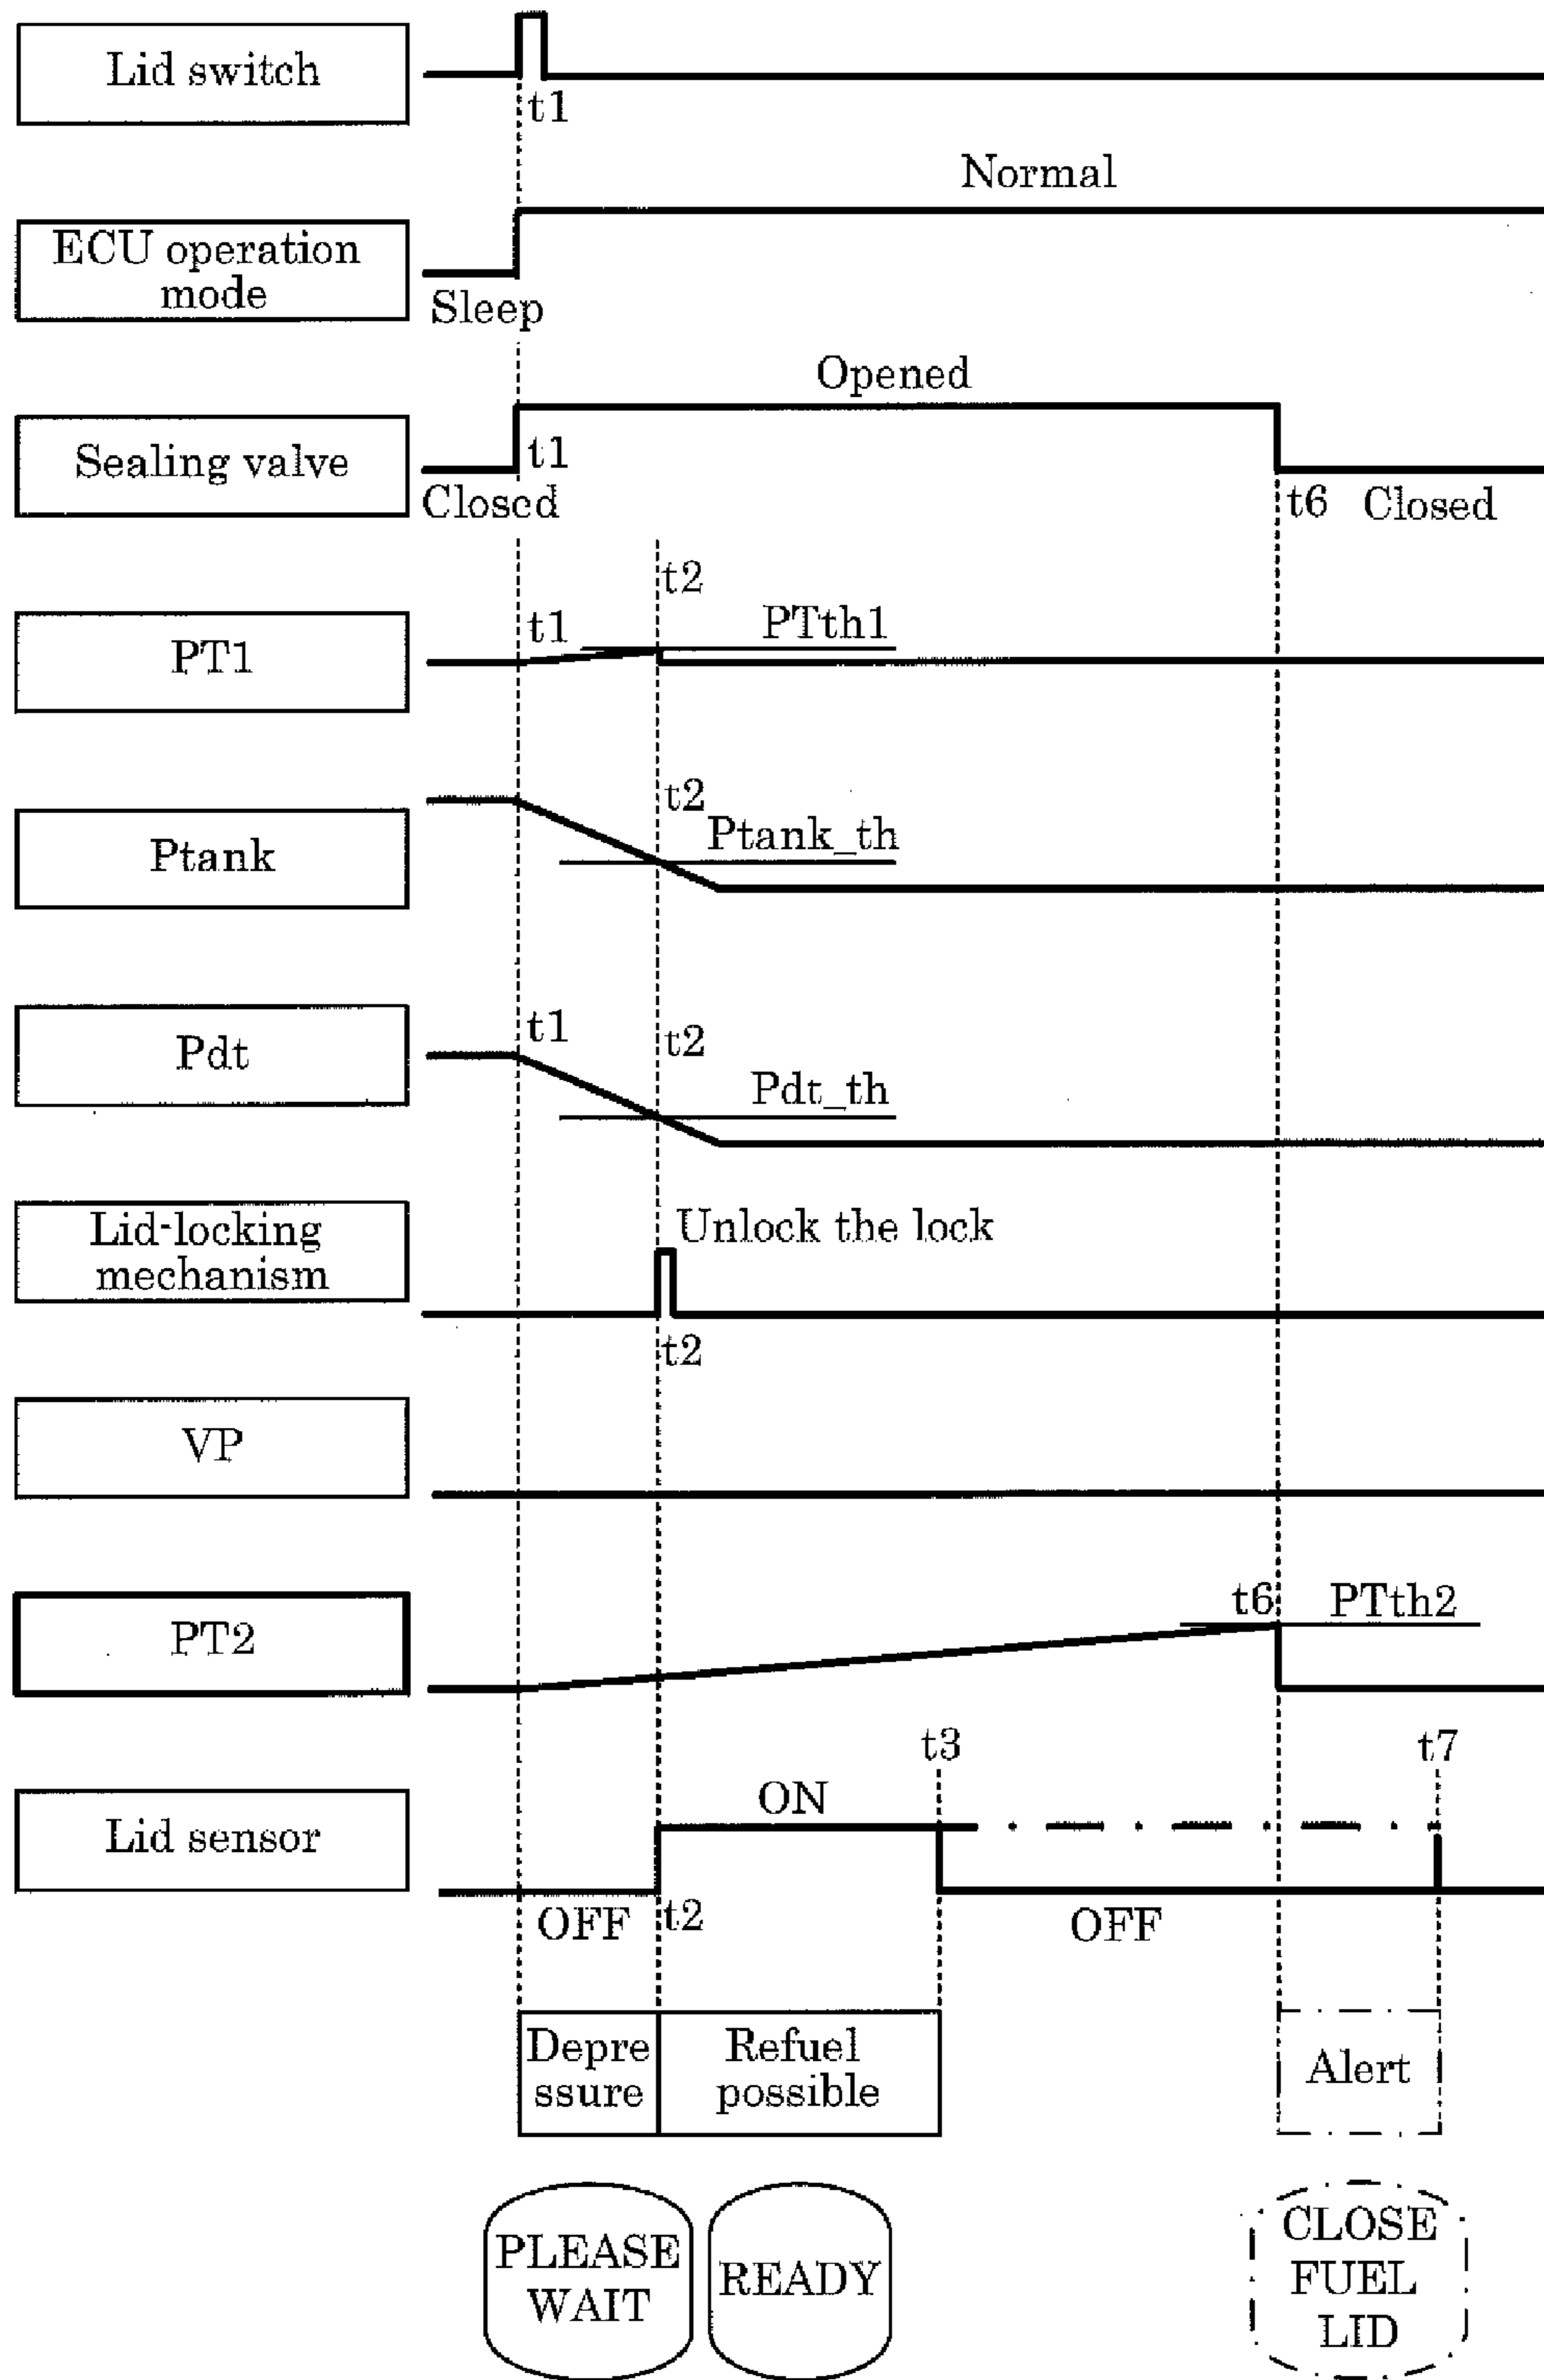 Lid switch
t1
Normal
ECU operation
mode
Sleep
Opened
Sealing valve
t1
Closed
t6 Closed
t2
t1
PTth1
PT1
t2
Ptank_th
Ptank
t1
t2
Pdt
Pdt_th
Lid-locking
mechanism
Unlock the lock
t2
VP
t6
PTth2
PT2
t3
t7
ON
Lid sensor
OFF
t2
OFF
Depre
ssure
Refuel
possible
Alert
PLEASE
WAIT
READY
CLOSE
FUEL
LID